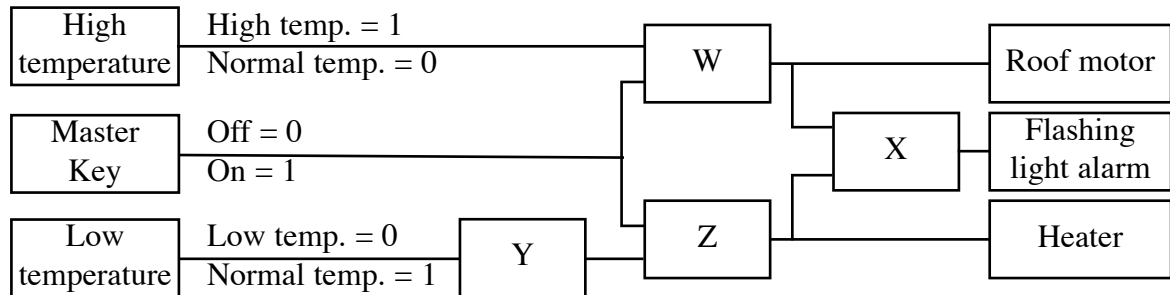 High
temperature
High temp. = 1
Normal temp. = 0
W
Roof motor
Master
Key
Off = 0
On = 1
X
Flashing
light alarm
Low
temperature
Low temp. = 0
Normal temp. = 1
Y
Z
Heater